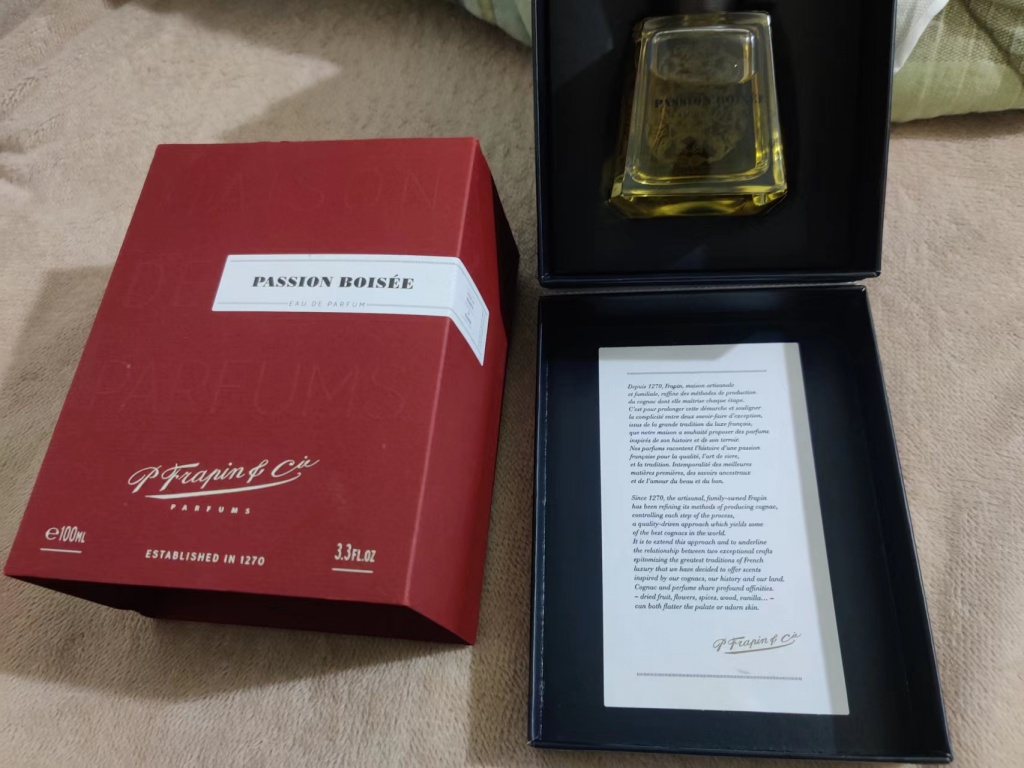 MAISON
DE
PARFUMS
PASSION BOISÉE
EAU DE PARFUM
P Frapin & Cie
PARFUMS
e100ML
ESTABLISHED IN 1270
3.3FL.OZ
PASSION BOISÉE
Depuis 1270, Frapin, maison artisanale
et familiale, raffine des méthodes de production
du cognac dont elle maîtrise chaque étape.
C'est pour prolonger cette démarche et souligner
la complicité entre deux savoir-faire d'exception,
issus de la grande tradition du luxe français,
que notre maison a souhaité proposer des parfums
inspirés de son histoire et de son terroir.
Nos parfums racontent l'histoire d'une passion
française pour la qualité, l'art de vivre,
et la tradition. Intemporalité des meilleures
matières premières, des savoirs ancestraux
et de l'amour du beau et du bon.
Since 1270, the artisanal, family-owned Frapin
has been refining its methods of producing cognac,
controlling each step of the process,
a quality-driven approach which yields some
of the best cognacs in the world.
It is to extend this approach and to underline
the relationship between two exceptional crafts
epitomizing the greatest traditions of French
luxury that we have decided to offer scents
inspired by our cognacs, our history and our land.
Cognac and perfume share profound affinities.
– dried fruit, flowers, spices, wood, vanilla... –
can both flatter the palate or adorn skin.
P Frapin & Cie